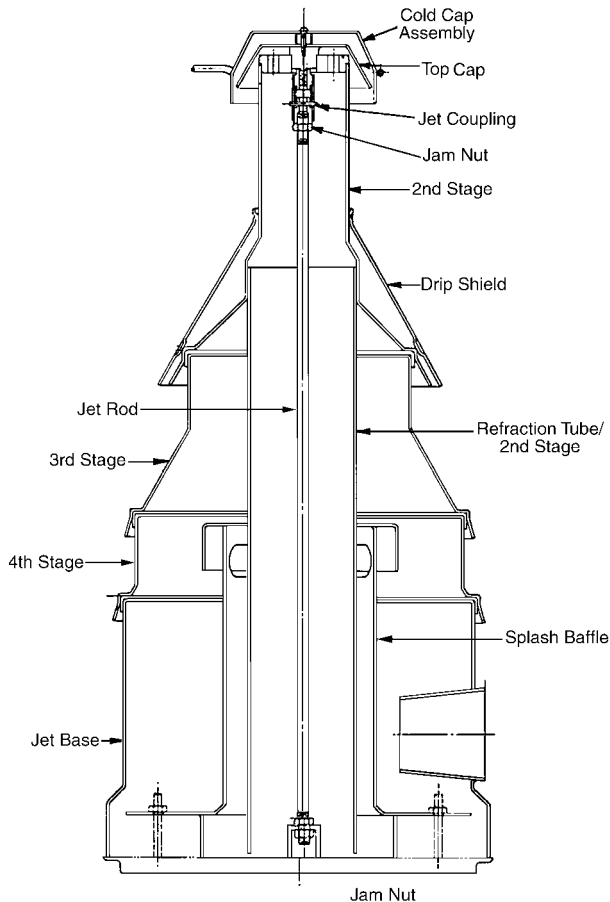 Cold Cap
Assembly
Top Cap
Jet Coupling
Jam Nut
2nd Stage
Drip Shield
Jet Rod
Refraction Tube/
2nd Stage
3rd Stage
4th Stage
Splash Baffle
Jet Base
Jam Nut